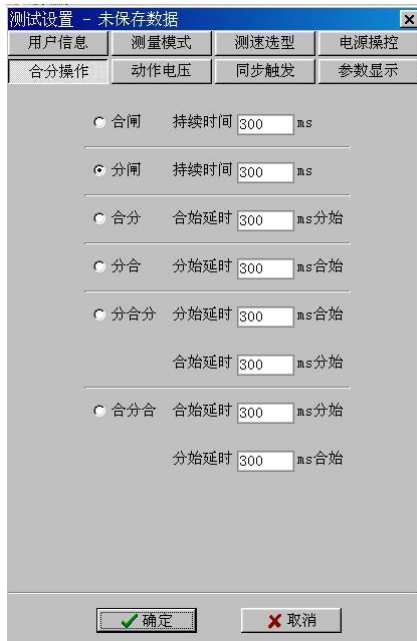 测试设置 - 未保存数据
用户信息 测量模式 测速选型 电源操控
合分操作 动作电压 同步触发 参数显示
合闸 持续时间 300 ms
分闸 持续时间 300 ms
合分 合始延时 300 ms分始
分合 分始延时 300 ms合始
分合分 分始延时 300 ms合始
合始延时 300 ms分始
合分合 合始延时 300 ms分始
分始延时 300 ms合始
确定 取消